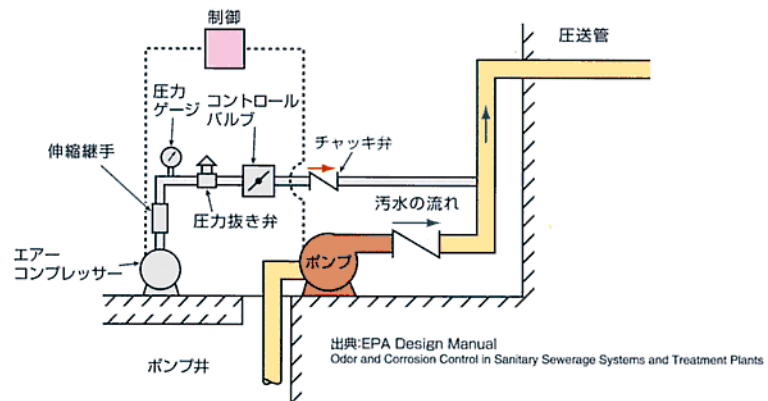 制御
圧送管
圧力
ゲージ
コントロール
バルブ
チャッキ弁
伸縮継手
圧力抜き弁
汚水の流れ
エアー
コンプレッサー
ポンプ
ポンプ井
出典:EPA Design Manual
Odor and Corrosion Control in Sanitary Sewerage Systems and Treatment Plants